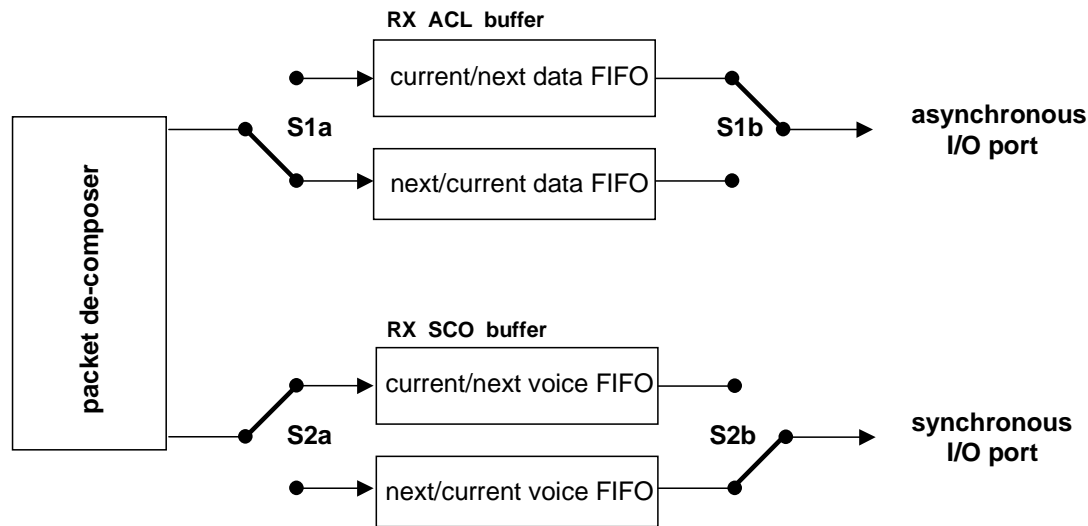 RX ACL buffer
current/next data FIFO
S1a
S1b
asynchronous
I/O port
next/current data FIFO
packet de-composer
RX SCO buffer
current/next voice FIFO
S2a
S2b
synchronous
I/O port
next/current voice FIFO